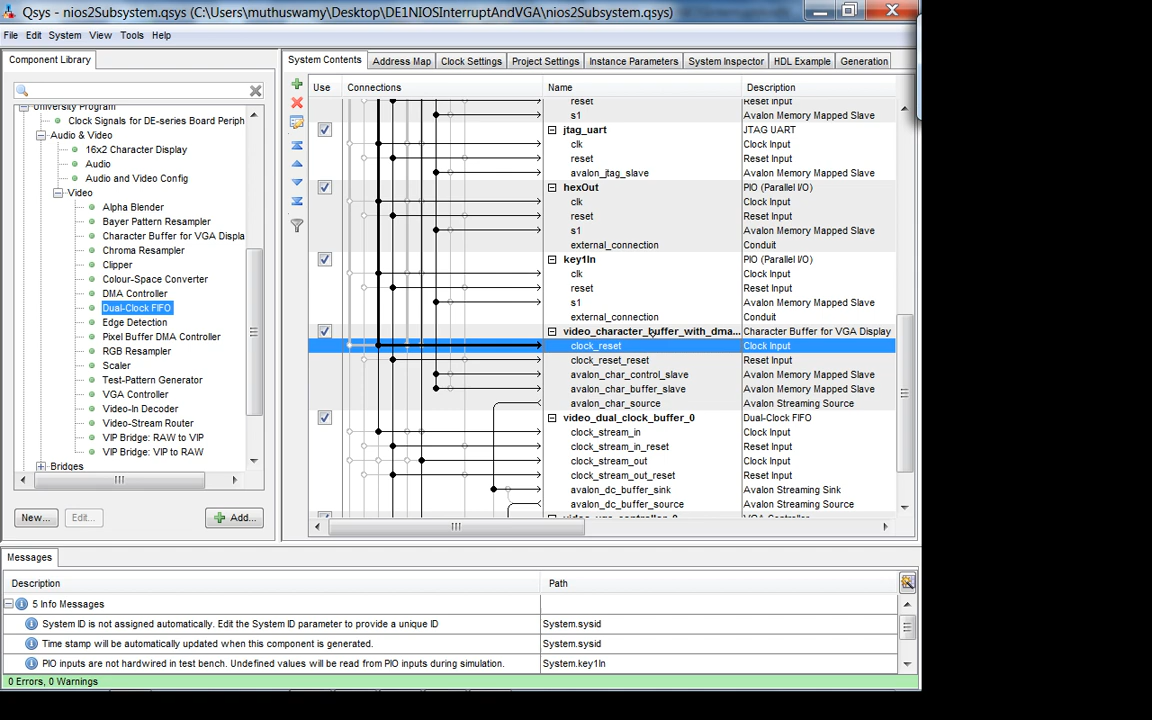 Qsys - nios2Subsystem.qsys (C:\Users\muthuswamy\Desktop\DE1NIOSInterruptAndVGA\nios2Subsystem.qsys)
File Edit System View Tools Help
Component Library
University Program
Clock Signals for DE-series Board Periph
Audio & Video
16x2 Character Display
Audio
Audio and Video Config
Video
Alpha Blender
Bayer Pattern Resampler
Character Buffer for VGA Displa
Chroma Resampler
Clipper
Colour-Space Converter
DMA Controller
Dual-Clock FIFO
Edge Detection
Pixel Buffer DMA Controller
RGB Resampler
Scaler
Test-Pattern Generator
VGA Controller
Video-In Decoder
Video-Stream Router
VIP Bridge: RAW to VIP
VIP Bridge: VIP to RAW
Bridges
New... Edit... Add...
System Contents Address Map Clock Settings Project Settings Instance Parameters System Inspector HDL Example Generation
Use Connections Name Description
reset Reset Input
s1 Avalon Memory Mapped Slave
jtag_uart JTAG UART
clk Clock Input
reset Reset Input
avalon_jtag_slave Avalon Memory Mapped Slave
hexOut PIO (Parallel I/O)
clk Clock Input
reset Reset Input
s1 Avalon Memory Mapped Slave
external_connection Conduit
key1In PIO (Parallel I/O)
clk Clock Input
reset Reset Input
s1 Avalon Memory Mapped Slave
external_connection Conduit
video_character_buffer_with_dma... Character Buffer for VGA Display
clock_reset Clock Input
clock_reset_reset Reset Input
avalon_char_control_slave Avalon Memory Mapped Slave
avalon_char_buffer_slave Avalon Memory Mapped Slave
avalon_char_source Avalon Streaming Source
video_dual_clock_buffer_0 Dual-Clock FIFO
clock_stream_in Clock Input
clock_stream_in_reset Reset Input
clock_stream_out Clock Input
clock_stream_out_reset Reset Input
avalon_dc_buffer_sink Avalon Streaming Sink
avalon_dc_buffer_source Avalon Streaming Source
Messages
Description Path
5 Info Messages
System ID is not assigned automatically. Edit the System ID parameter to provide a unique ID System.sysid
Time stamp will be automatically updated when this component is generated. System.sysid
PIO inputs are not hardwired in test bench. Undefined values will be read from PIO inputs during simulation. System.key1In
0 Errors, 0 Warnings